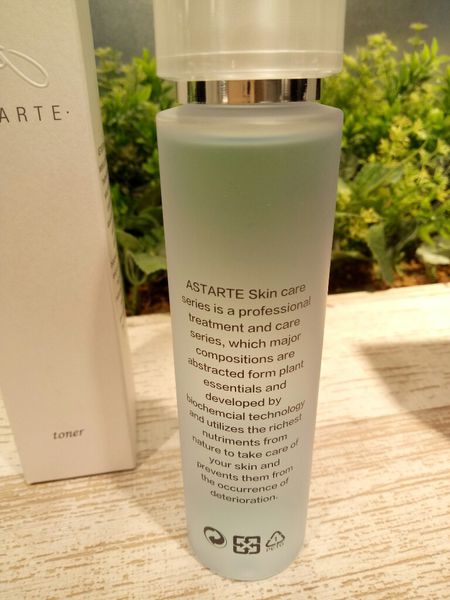 ARTE·
toner
ASTARTE Skin care
series is a professional
treatment and care
series, which major
compositions are
abstracted form plant
essentials and
developed by
biochemcial technology
and utilizes the richest
nutriments from
nature to take care of
your skin and
prevents them from
the occurrence of
deterioration.
1